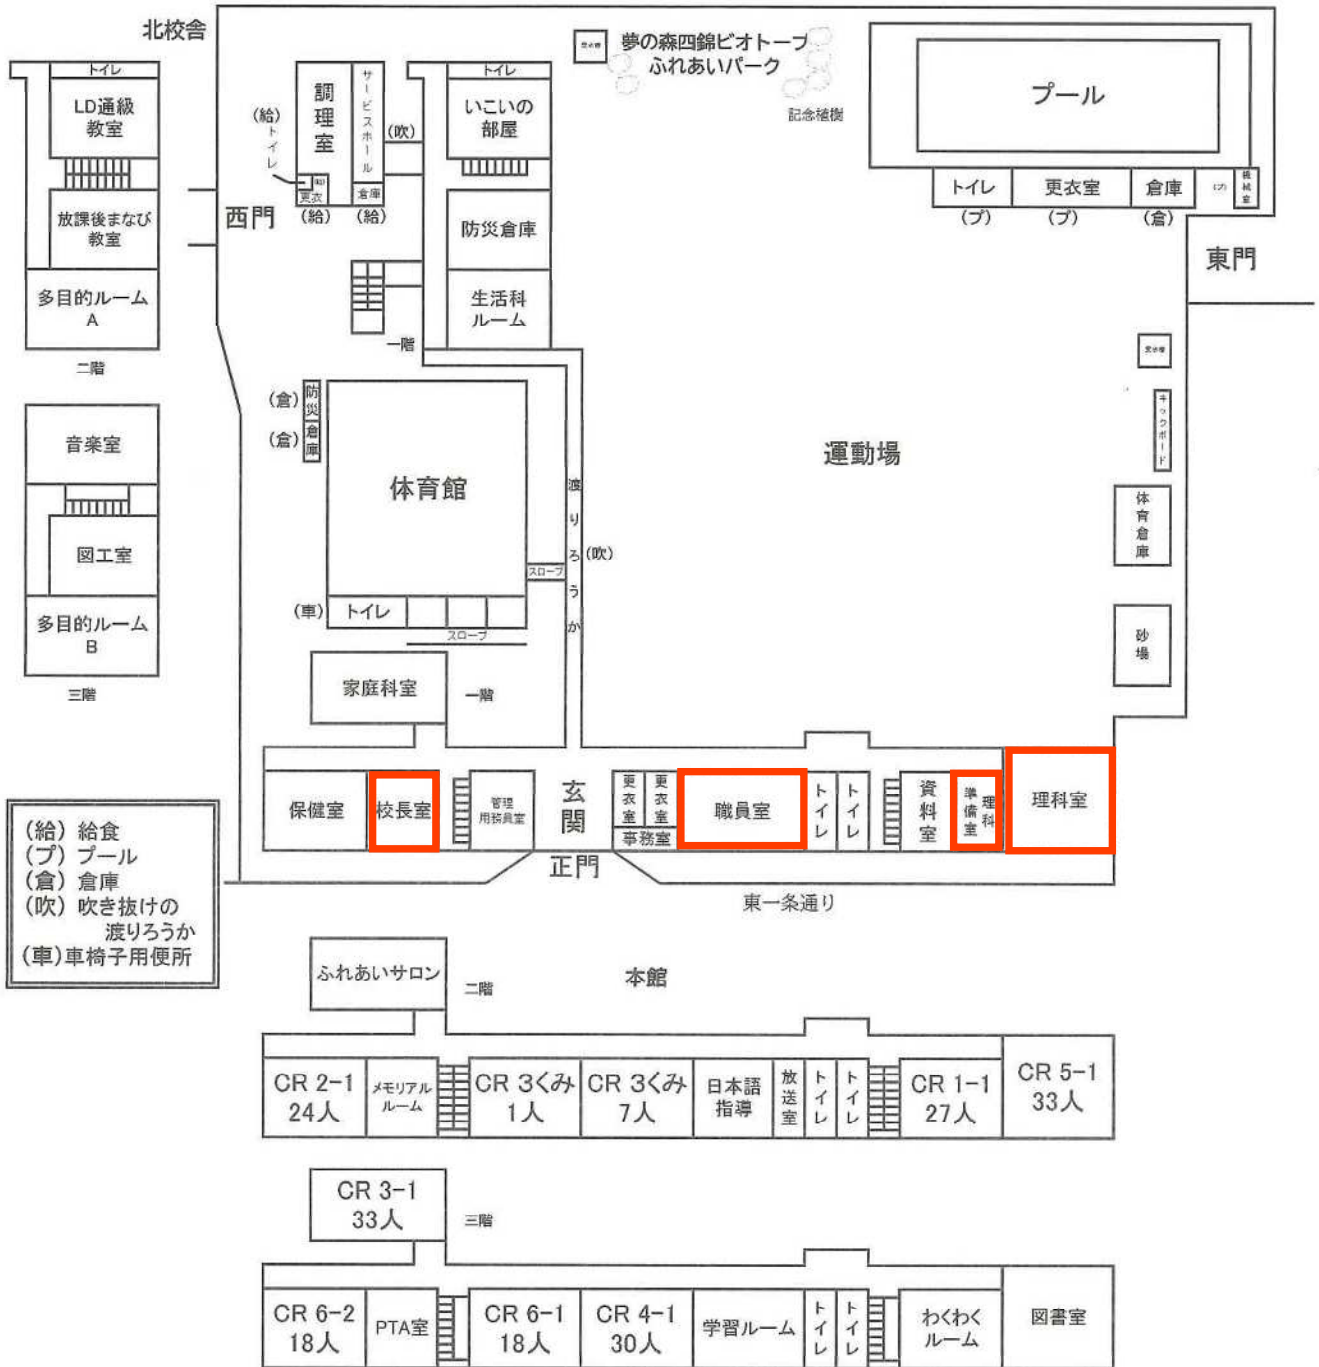 北校舎
トイレ
LD通級
教室
放課後まなび
教室
多目的ルーム
A
二階
音楽室
図工室
多目的ルーム
B
三階
西門
調理室
サービスホール
(給)トイレ
更衣
(給)
倉庫
(給)
(吹)
トイレ
いこいの
部屋
防災倉庫
生活科
ルーム
一階
夢の森四錦ビオトープ
ふれあいパーク
記念植樹
プール
トイレ
(プ)
更衣室
(プ)
倉庫
(倉)
(プ)
機械室
東門
キックボード
体育倉庫
砂場
運動場
(倉)
防災
(倉)
倉庫
体育館
渡りろうか
(吹)
スロープ
(車)
トイレ
スロープ
家庭科室
一階
保健室
校長室
管理
用務員室
玄関
更衣室
更衣室
事務室
職員室
トイレ
トイレ
資料室
理科
準備室
理科室
正門
東一条通り
(給) 給食
(プ) プール
(倉) 倉庫
(吹) 吹き抜けの
渡りろうか
(車)車椅子用便所
本館
ふれあいサロン
二階
CR 2-1
24人
メモリアル
ルーム
CR 3くみ
1人
CR 3くみ
7人
日本語
指導
放送室
トイレ
トイレ
CR 1-1
27人
CR 5-1
33人
CR 3-1
33人
三階
CR 6-2
18人
PTA室
CR 6-1
18人
CR 4-1
30人
学習ルーム
トイレ
トイレ
わくわく
ルーム
図書室